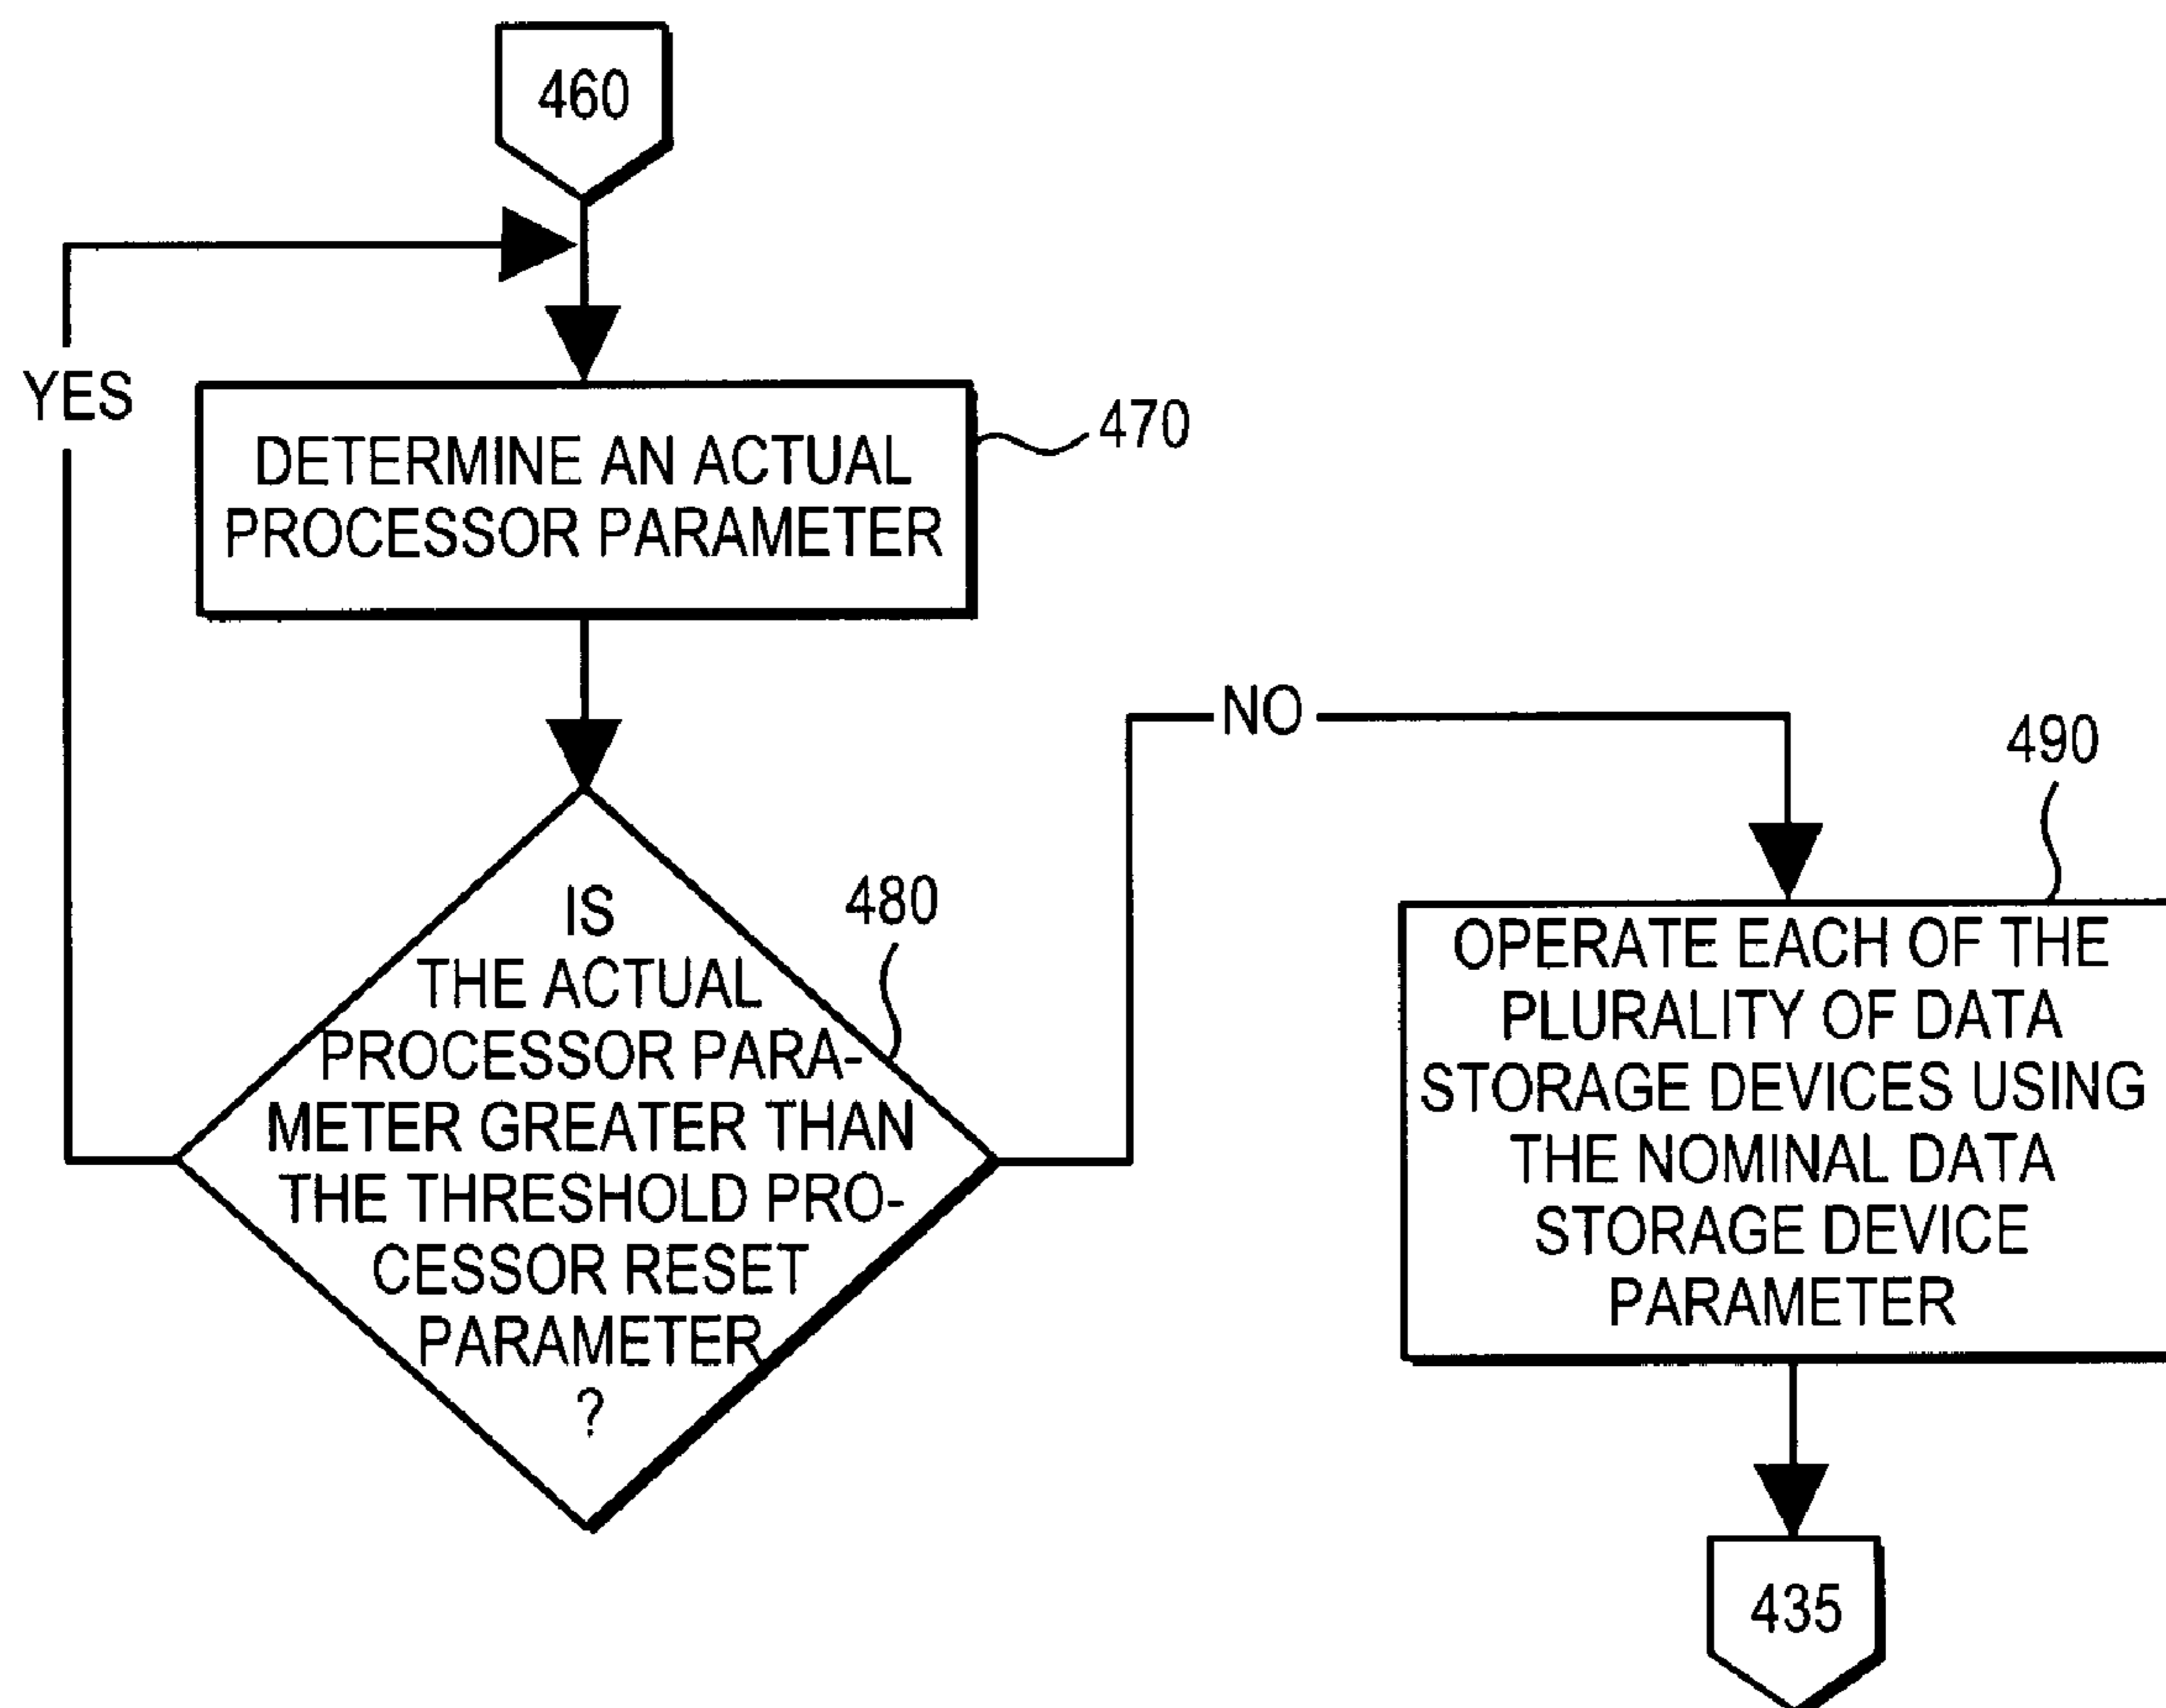 460
YES
DETERMINE AN ACTUAL
PROCESSOR PARAMETER
470
IS
THE ACTUAL
PROCESSOR PARA-
METER GREATER THAN
THE THRESHOLD PRO-
CESSOR RESET
PARAMETER
?
480
NO
490
OPERATE EACH OF THE
PLURALITY OF DATA
STORAGE DEVICES USING
THE NOMINAL DATA
STORAGE DEVICE
PARAMETER
435